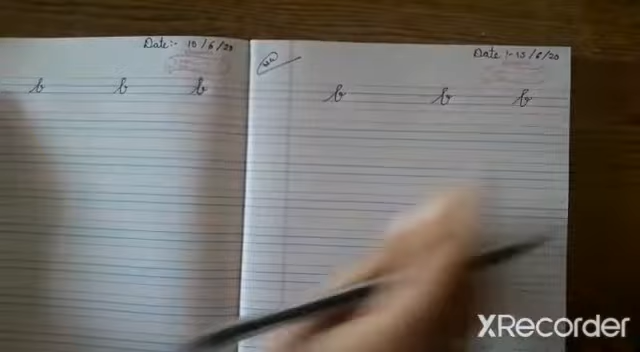 Date:- 15/6/20
b b b
Date :- 15/6/20
b b b
XRecorder